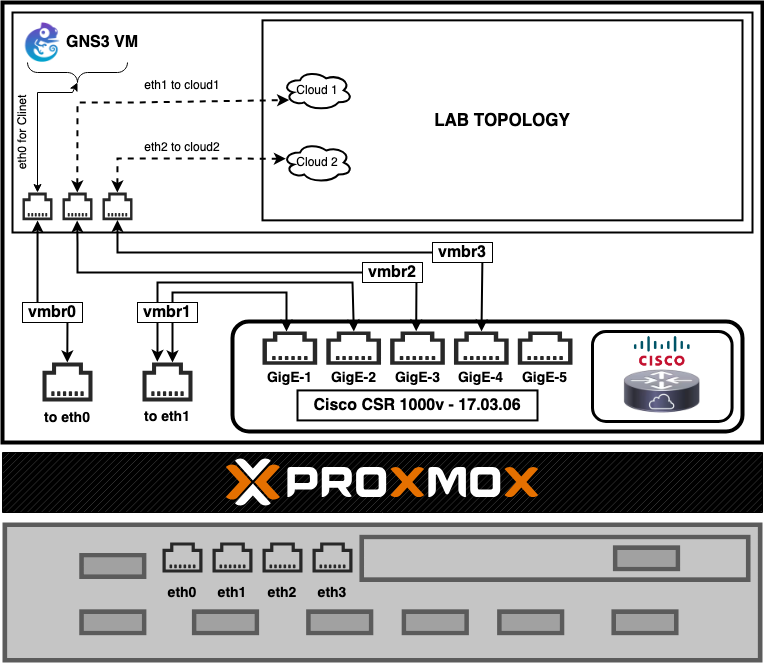 GNS3 VM
eth0 for Clinet
eth1 to cloud1
Cloud 1
eth2 to cloud2
Cloud 2
LAB TOPOLOGY
vmbr3
vmbr2
vmbr0
vmbr1
to eth0
to eth1
GigE-1
GigE-2
GigE-3
GigE-4
GigE-5
CISCO
Cisco CSR 1000v - 17.03.06
PROXMOX
eth0
eth1
eth2
eth3